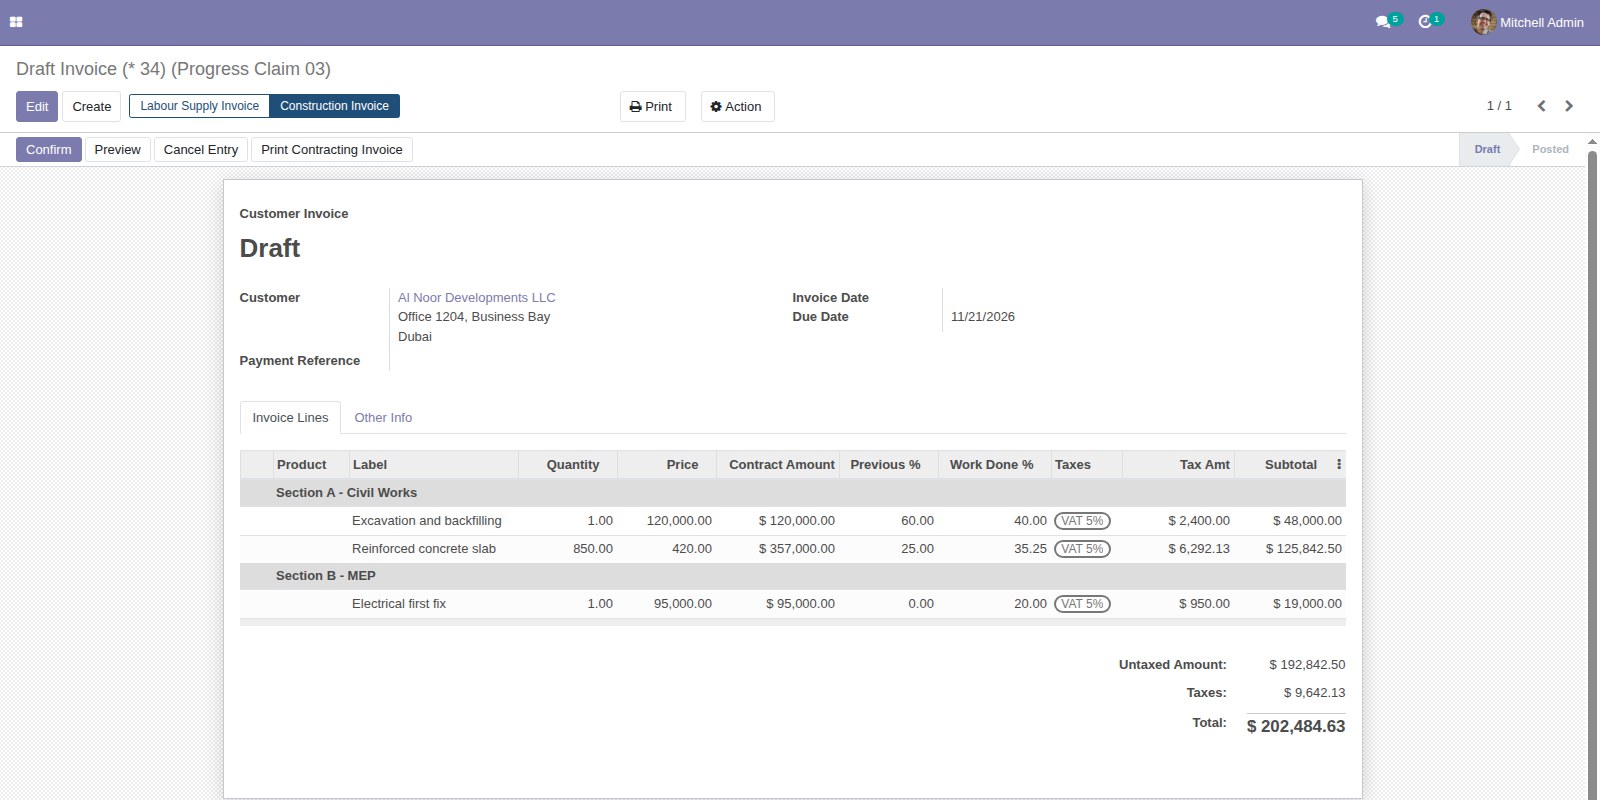 5
1
Mitchell Admin
Draft Invoice (* 34) (Progress Claim 03)
Edit Create Labour Supply Invoice Construction Invoice Print Action 1 / 1
Confirm Preview Cancel Entry Print Contracting Invoice Draft Posted
Customer Invoice
Draft
Customer Al Noor Developments LLC Invoice Date
Office 1204, Business Bay Due Date 11/21/2026
Dubai
Payment Reference
Invoice Lines Other Info
Product Label Quantity Price Contract Amount Previous % Work Done % Taxes Tax Amt Subtotal
Section A - Civil Works
Excavation and backfilling 1.00 120,000.00 $ 120,000.00 60.00 40.00 VAT 5% $ 2,400.00 $ 48,000.00
Reinforced concrete slab 850.00 420.00 $ 357,000.00 25.00 35.25 VAT 5% $ 6,292.13 $ 125,842.50
Section B - MEP
Electrical first fix 1.00 95,000.00 $ 95,000.00 0.00 20.00 VAT 5% $ 950.00 $ 19,000.00
Untaxed Amount: $ 192,842.50
Taxes: $ 9,642.13
Total: $ 202,484.63